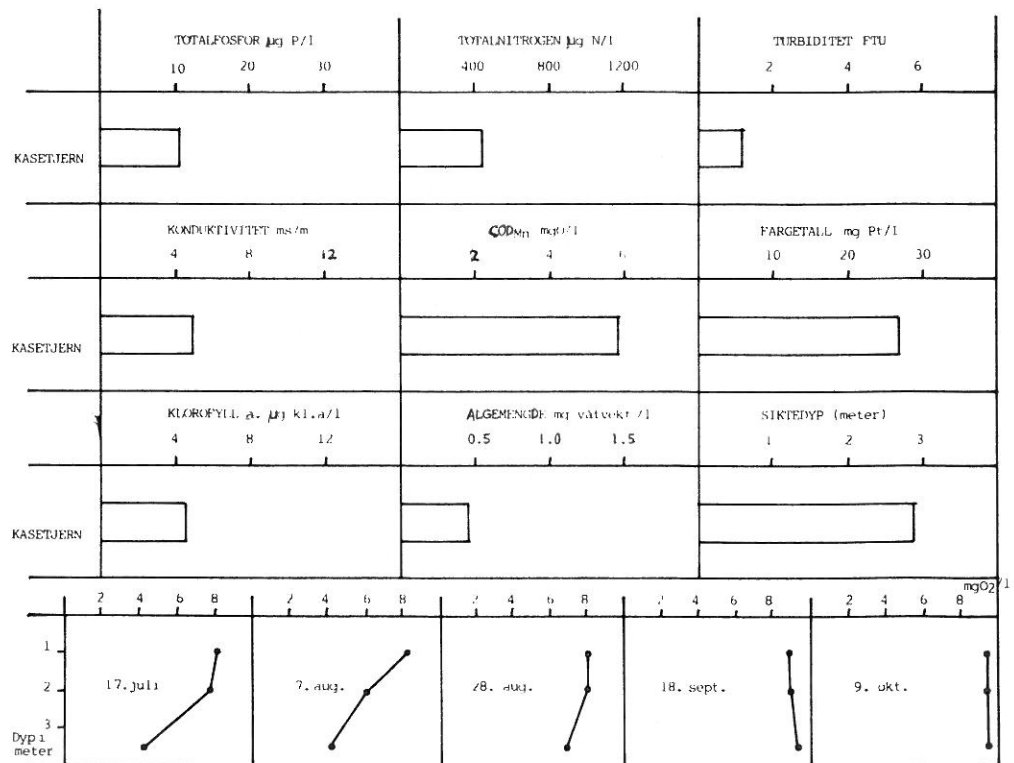 TOTALFOSFOR µg P/l TOTALNITROGEN µg N/l TURBIDITET FTU
10 20 30 400 800 1200 2 4 6
KASETJERN
KONDUKTIVITET ms/m CODMn mgO/l FARGETALL mg Pt/l
4 8 12 2 4 6 10 20 30
KASETJERN
KLOROFYLL a. µg kl.a/l ALGEMENGDE mg våtvekt/l SIKTEDYP (meter)
4 8 12 0.5 1.0 1.5 1 2 3
KASETJERN
mgO2/l
2 4 6 8 2 4 6 8 2 4 6 8 2 4 6 8 2 4 6 8
1
17. juli 7. aug. 28. aug. 18. sept. 9. okt.
2
3
Dyp i
meter